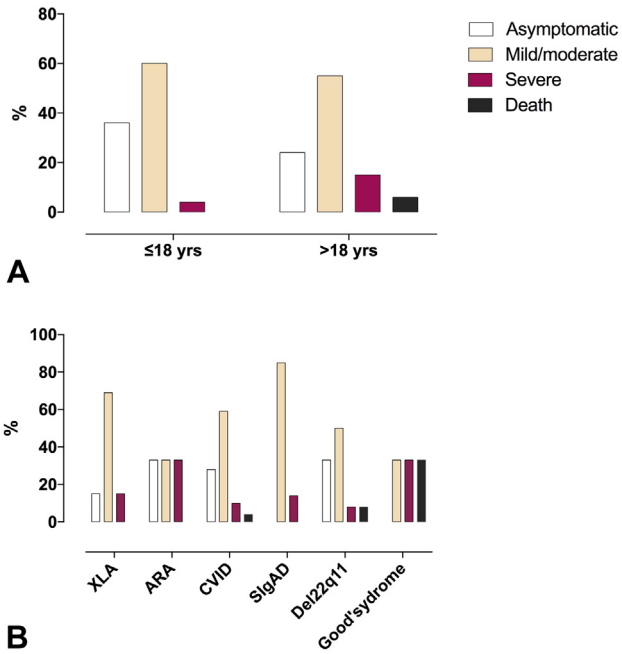 80
60
40
20
0
%
≤18 yrs
>18 yrs
Asymptomatic
Mild/moderate
Severe
Death
A
100
80
60
40
20
0
%
XLA
ARA
CVID
SIgAD
Del22q11
Good'sydrome
B